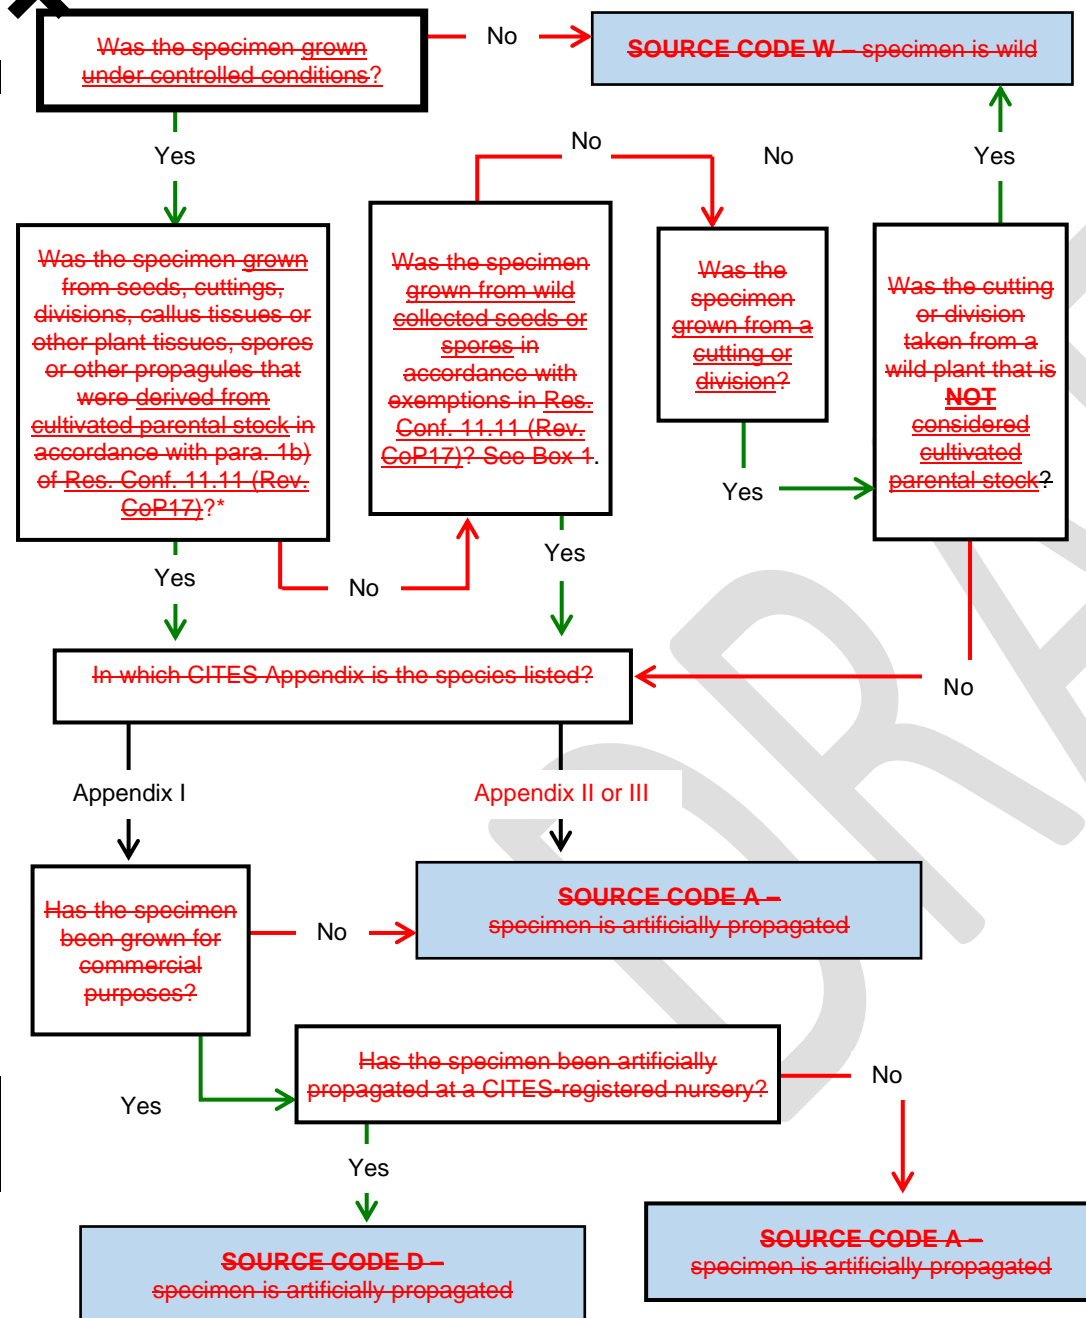 Was the specimen grown
under controlled conditions?
No
SOURCE CODE W – specimen is wild
Yes
No
No
Yes
Was the specimen grown
from seeds, cuttings,
divisions, callus tissues or
other plant tissues, spores
or other propagules that
were derived from
cultivated parental stock in
accordance with para. 1b)
of Res. Conf. 11.11 (Rev.
CoP17)?*
Was the specimen
grown from wild
collected seeds or
spores in
accordance with
exemptions in Res.
Conf. 11.11 (Rev.
CoP17)? See Box 1.
Was the
specimen
grown from a
cutting or
division?
Was the cutting
or division
taken from a
wild plant that is
NOT
considered
cultivated
parental stock?
Yes
Yes
No
Yes
No
In which CITES Appendix is the species listed?
Appendix I
Appendix II or III
Has the specimen
been grown for
commercial
purposes?
No
SOURCE CODE A –
specimen is artificially propagated
Yes
Has the specimen been artificially
propagated at a CITES-registered nursery?
No
Yes
SOURCE CODE D –
specimen is artificially propagated
SOURCE CODE A –
specimen is artificially propagated